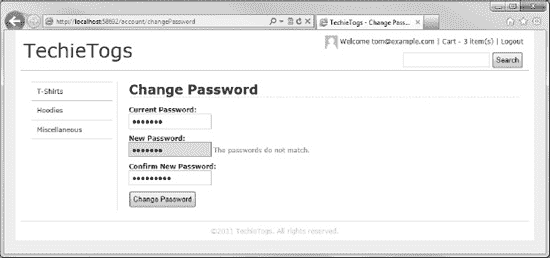 http://localhost:58692/account/changePassword
TechieTogs - Change Pass...
TechieTogs
Welcome tom@example.com | Cart - 3 item(s) | Logout
Search
T-Shirts
Hoodies
Miscellaneous
Change Password
Current Password:
New Password:
The passwords do not match.
Confirm New Password:
Change Password
©2011 TechieTogs. All rights reserved.